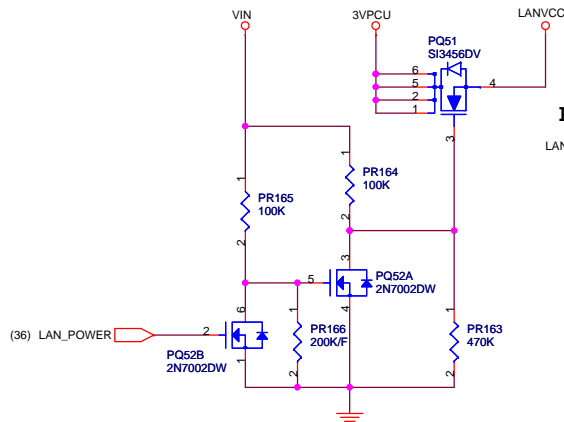 VIN
3VPCU
LANVCC
PQ51
SI3456DV
6
5
2
1
4
3
LAN
1
PR164
100K
2
1
PR165
100K
2
3
5
PQ52A
2N7002DW
4
6
(36) LAN_POWER
2
1
PQ52B
2N7002DW
1
PR166
200K/F
2
1
PR163
470K
2